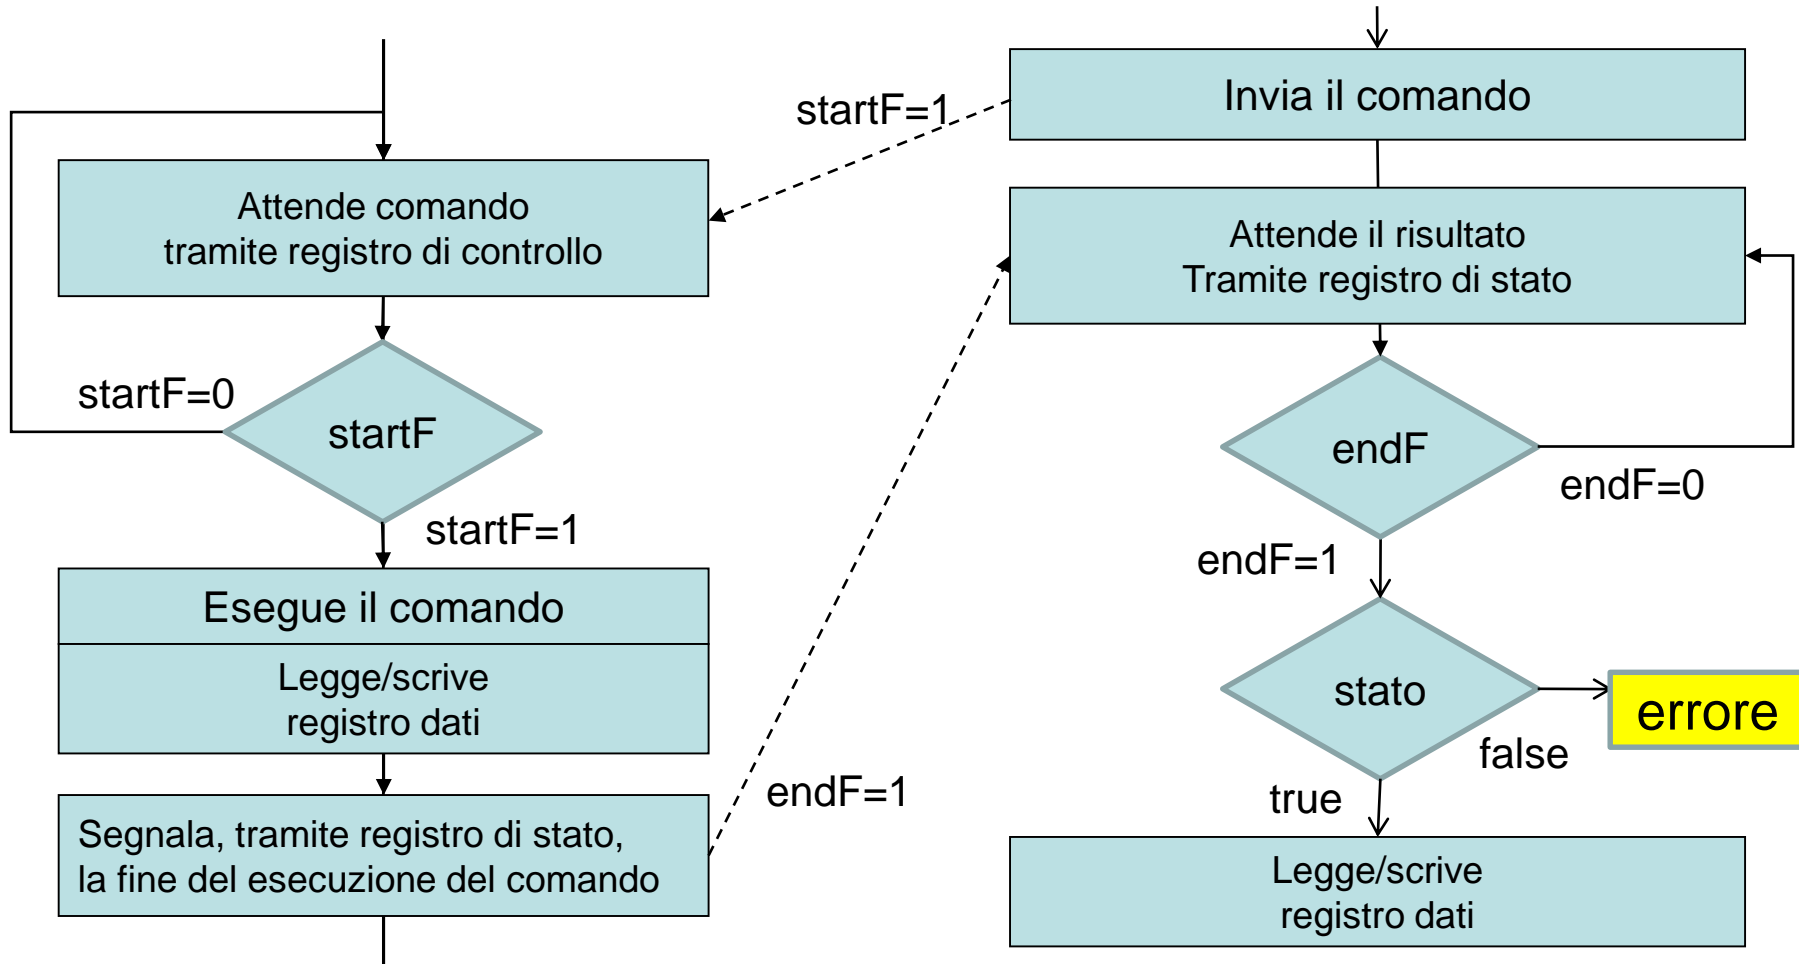 Invia il comando
startF=1
Attende comando
tramite registro di controllo
startF=0
startF
startF=1
Esegue il comando
Legge/scrive
registro dati
Segnala, tramite registro di stato,
la fine del esecuzione del comando
endF=1
Attende il risultato
Tramite registro di stato
endF
endF=0
endF=1
stato
errore
false
true
Legge/scrive
registro dati